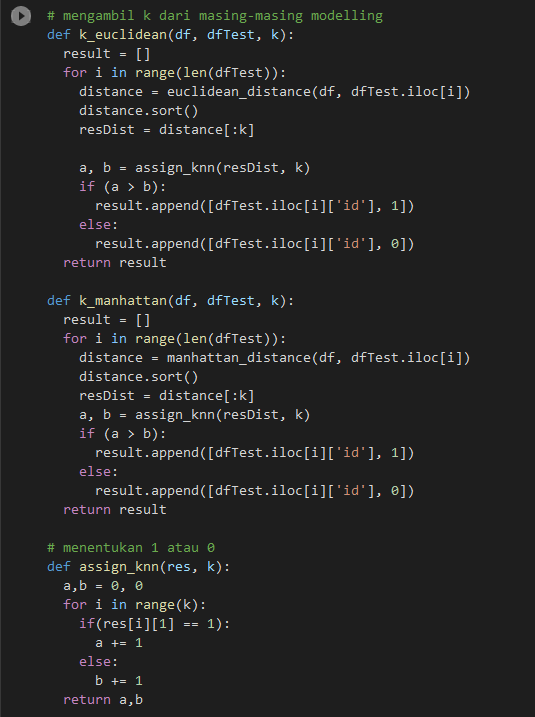 # mengambil k dari masing-masing modelling
def k_euclidean(df, dfTest, k):
  result = []
  for i in range(len(dfTest)):
    distance = euclidean_distance(df, dfTest.iloc[i])
    distance.sort()
    resDist = distance[:k]

    a, b = assign_knn(resDist, k)
    if (a > b):
      result.append([dfTest.iloc[i]['id'], 1])
    else:
      result.append([dfTest.iloc[i]['id'], 0])
  return result

def k_manhattan(df, dfTest, k):
  result = []
  for i in range(len(dfTest)):
    distance = manhattan_distance(df, dfTest.iloc[i])
    distance.sort()
    resDist = distance[:k]
    a, b = assign_knn(resDist, k)
    if (a > b):
      result.append([dfTest.iloc[i]['id'], 1])
    else:
      result.append([dfTest.iloc[i]['id'], 0])
  return result

# menentukan 1 atau 0
def assign_knn(res, k):
  a,b = 0, 0
  for i in range(k):
    if(res[i][1] == 1):
      a += 1
    else:
      b += 1
  return a,b